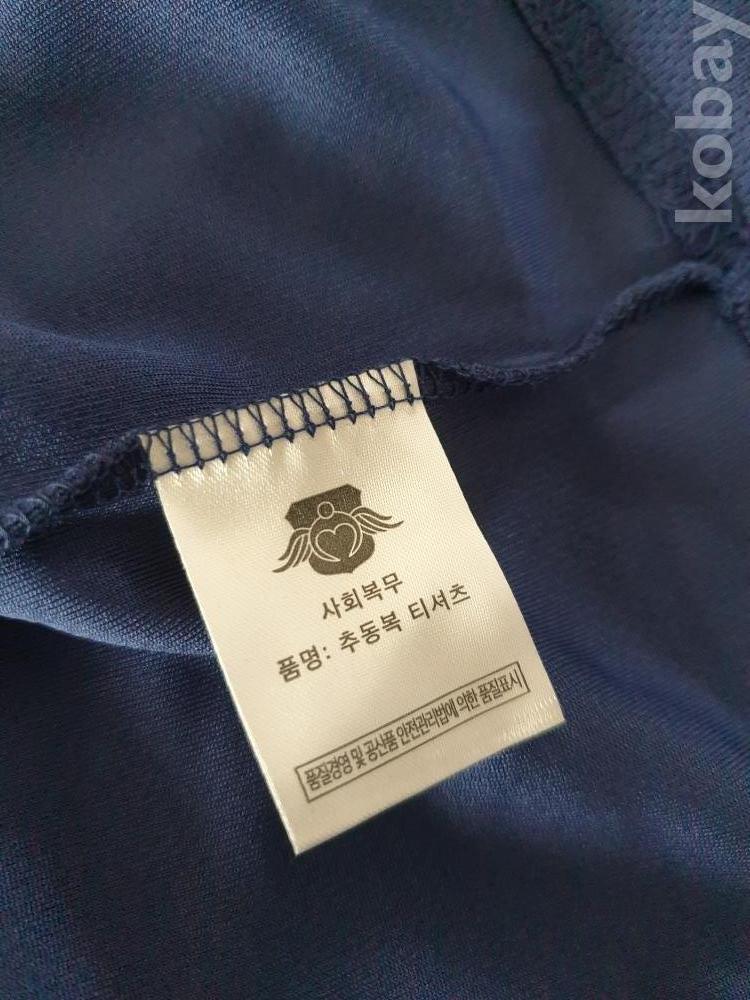 kobay
사회복무
품명: 추동복 티셔츠
품질경영 및 공산품 안전관리법에 의한 품질표시